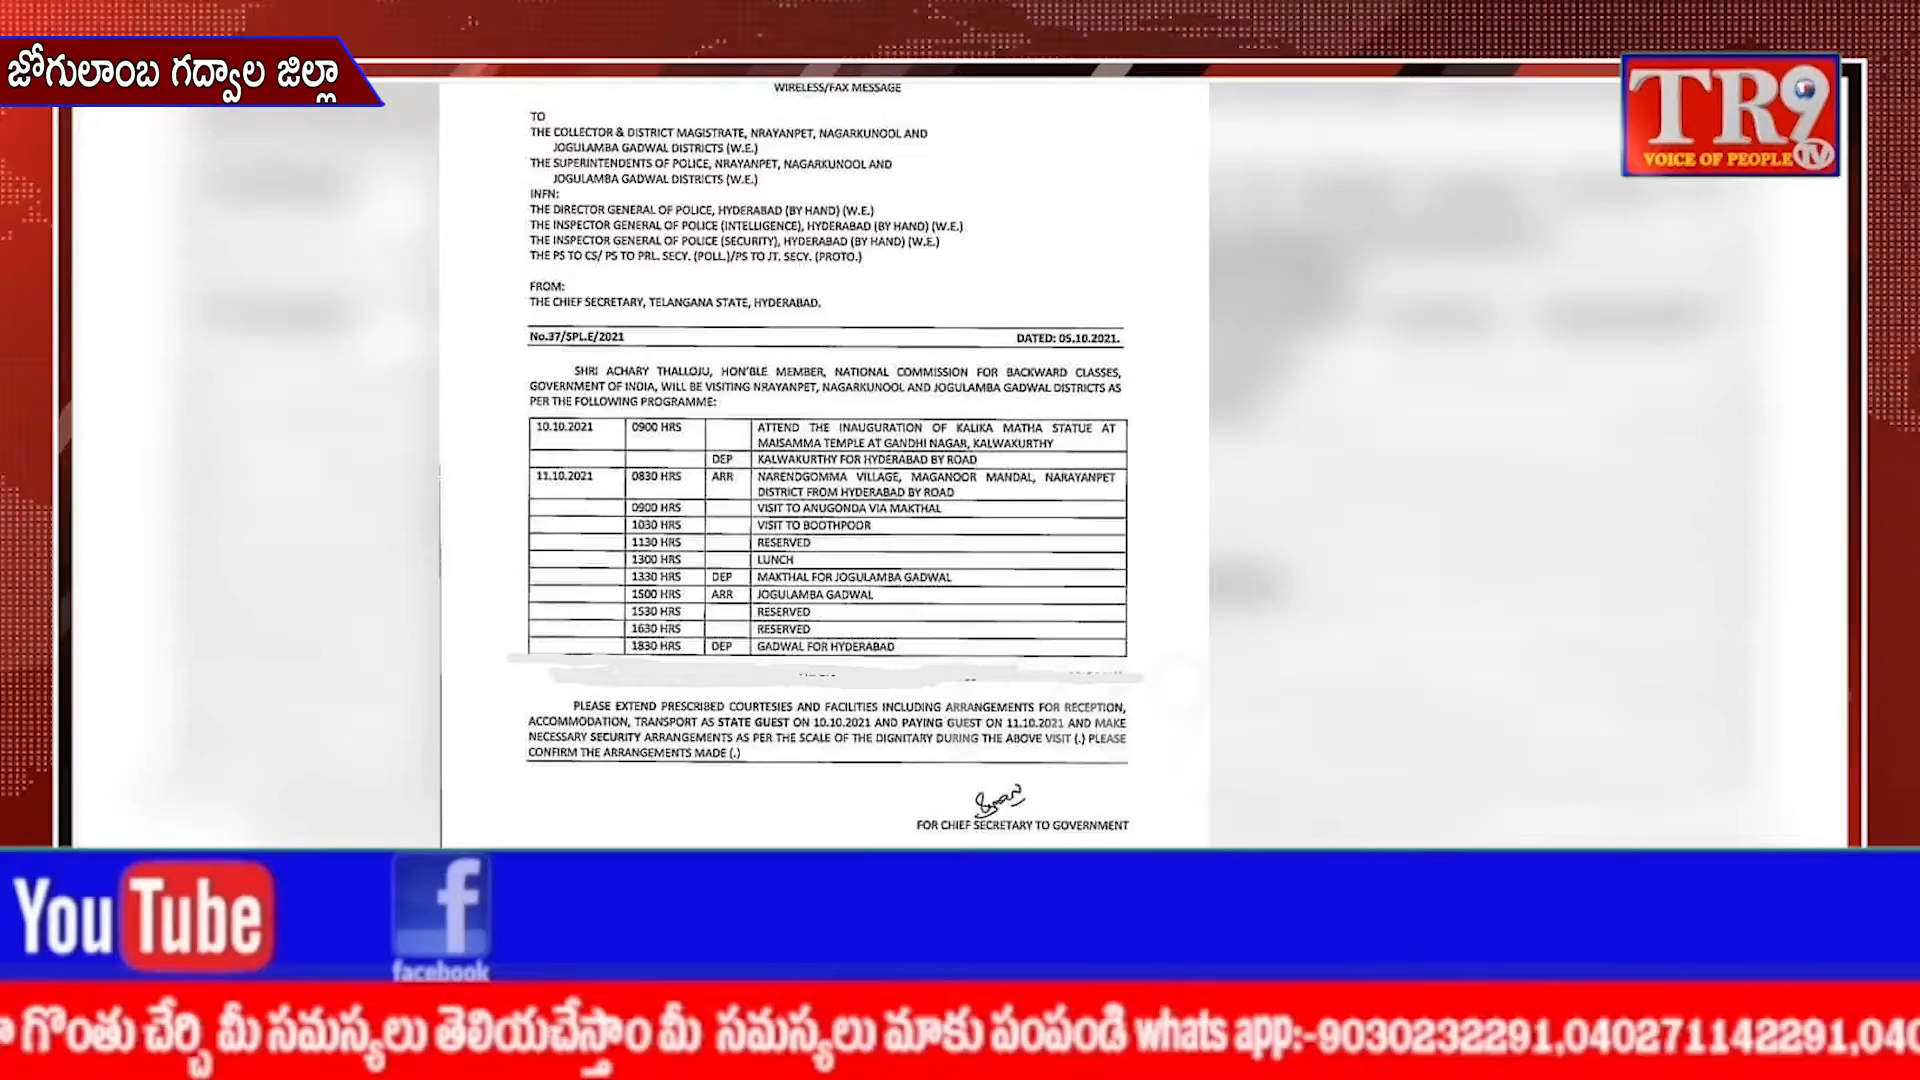 జోగులాంబ గద్వాల జిల్లా
TR9
TV
VOICE OF PEOPLE
WIRELESS/FAX MESSAGE
TO
THE COLLECTOR & DISTRICT MAGISTRATE, NRAYANPET, NAGARKUNOOL AND
JOGULAMBA GADWAL DISTRICTS (W.E.)
THE SUPERINTENDENTS OF POLICE, NRAYANPET, NAGARKUNOOL AND
JOGULAMBA GADWAL DISTRICTS (W.E.)
INFN:
THE DIRECTOR GENERAL OF POLICE, HYDERABAD (BY HAND) (W.E.)
THE INSPECTOR GENERAL OF POLICE (INTELLIGENCE), HYDERABAD (BY HAND) (W.E.)
THE INSPECTOR GENERAL OF POLICE (SECURITY), HYDERABAD (BY HAND) (W.E.)
THE PS TO CS/ PS TO PRL. SECY. (POLL.)/PS TO JT. SECY. (PROTO.)
FROM:
THE CHIEF SECRETARY, TELANGANA STATE, HYDERABAD.
No.37/SPL.E/2021 DATED: 05.10.2021.
SHRI ACHARY THALLOJU, HON'BLE MEMBER, NATIONAL COMMISSION FOR BACKWARD CLASSES,
GOVERNMENT OF INDIA, WILL BE VISITING NRAYANPET, NAGARKUNOOL AND JOGULAMBA GADWAL DISTRICTS AS
PER THE FOLLOWING PROGRAMME:
10.10.2021 0900 HRS ATTEND THE INAUGURATION OF KALIKA MATHA STATUE AT
MAISAMMA TEMPLE AT GANDHI NAGAR, KALWAKURTHY
DEP KALWAKURTHY FOR HYDERABAD BY ROAD
11.10.2021 0830 HRS ARR NARENDGOMMA VILLAGE, MAGANOOR MANDAL, NARAYANPET
DISTRICT FROM HYDERABAD BY ROAD
0900 HRS VISIT TO ANUGONDA VIA MAKTHAL
1030 HRS VISIT TO BOOTHPOOR
1130 HRS RESERVED
1300 HRS LUNCH
1330 HRS DEP MAKTHAL FOR JOGULAMBA GADWAL
1500 HRS ARR JOGULAMBA GADWAL
1530 HRS RESERVED
1630 HRS RESERVED
1830 HRS DEP GADWAL FOR HYDERABAD
PLEASE EXTEND PRESCRIBED COURTESIES AND FACILITIES INCLUDING ARRANGEMENTS FOR RECEPTION,
ACCOMMODATION, TRANSPORT AS STATE GUEST ON 10.10.2021 AND PAYING GUEST ON 11.10.2021 AND MAKE
NECESSARY SECURITY ARRANGEMENTS AS PER THE SCALE OF THE DIGNITARY DURING THE ABOVE VISIT (.) PLEASE
CONFIRM THE ARRANGEMENTS MADE (.)
FOR CHIEF SECRETARY TO GOVERNMENT
YouTube
facebook
గొంతు చేర్చి మీ సమస్యలు తెలియచేస్తాం మీ సమస్యలు మాకు పంపండి whats app:-9030232291,040271142291,040